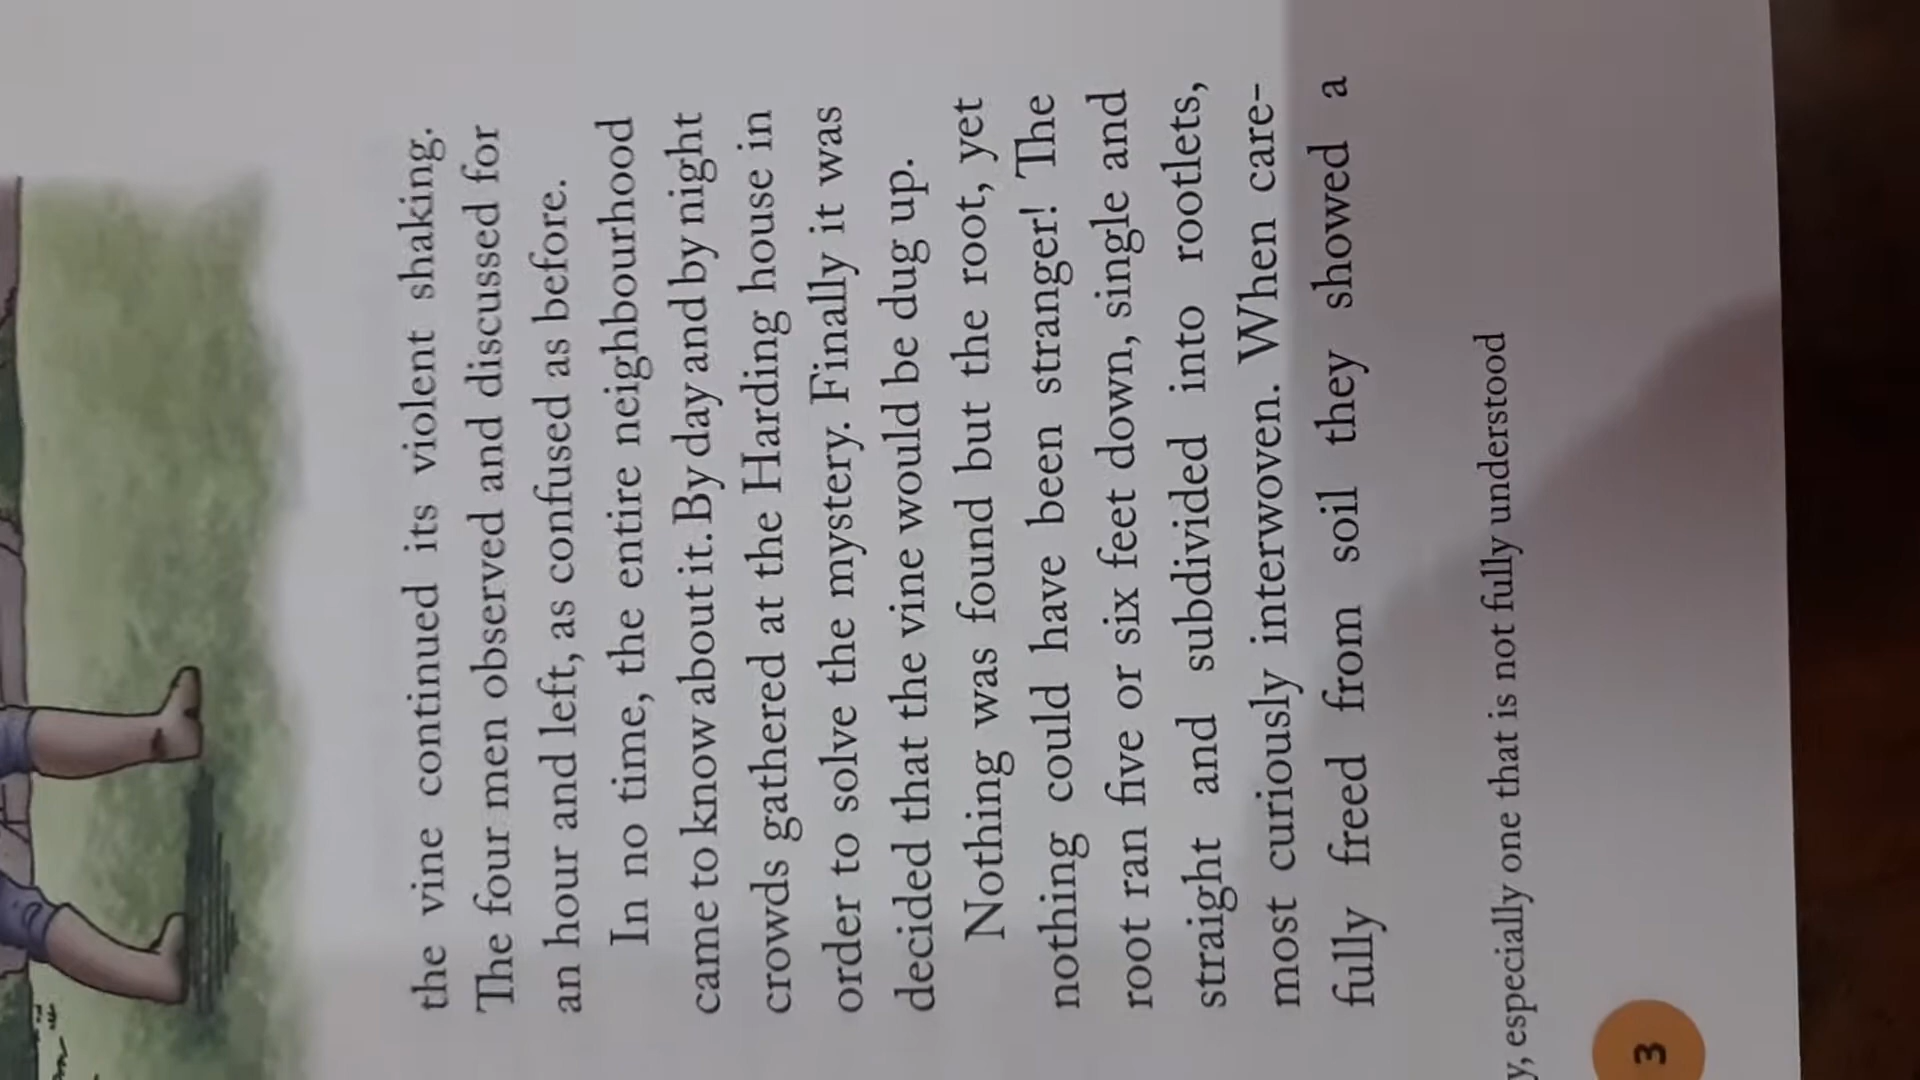 the vine continued its violent shaking.
The four men observed and discussed for
an hour and left, as confused as before.
In no time, the entire neighbourhood
came to know about it. By day and by night
crowds gathered at the Harding house in
order to solve the mystery. Finally it was
decided that the vine would be dug up.
Nothing was found but the root, yet
nothing could have been stranger! The
root ran five or six feet down, single and
straight and subdivided into rootlets,
most curiously interwoven. When care-
fully freed from soil they showed a
y, especially one that is not fully understood
3